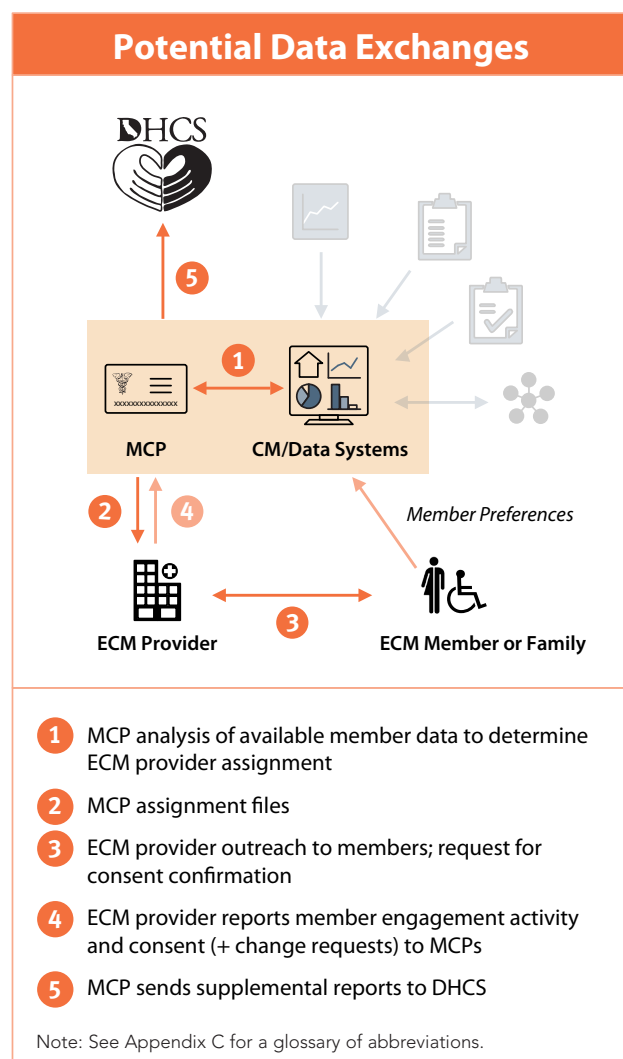 Potential Data Exchanges
DHCS
5
1
MCP
CM/Data Systems
2
4
Member Preferences
3
ECM Provider
ECM Member or Family
1 MCP analysis of available member data to determine
ECM provider assignment
2 MCP assignment files
3 ECM provider outreach to members; request for
consent confirmation
4 ECM provider reports member engagement activity
and consent (+ change requests) to MCPs
5 MCP sends supplemental reports to DHCS
Note: See Appendix C for a glossary of abbreviations.